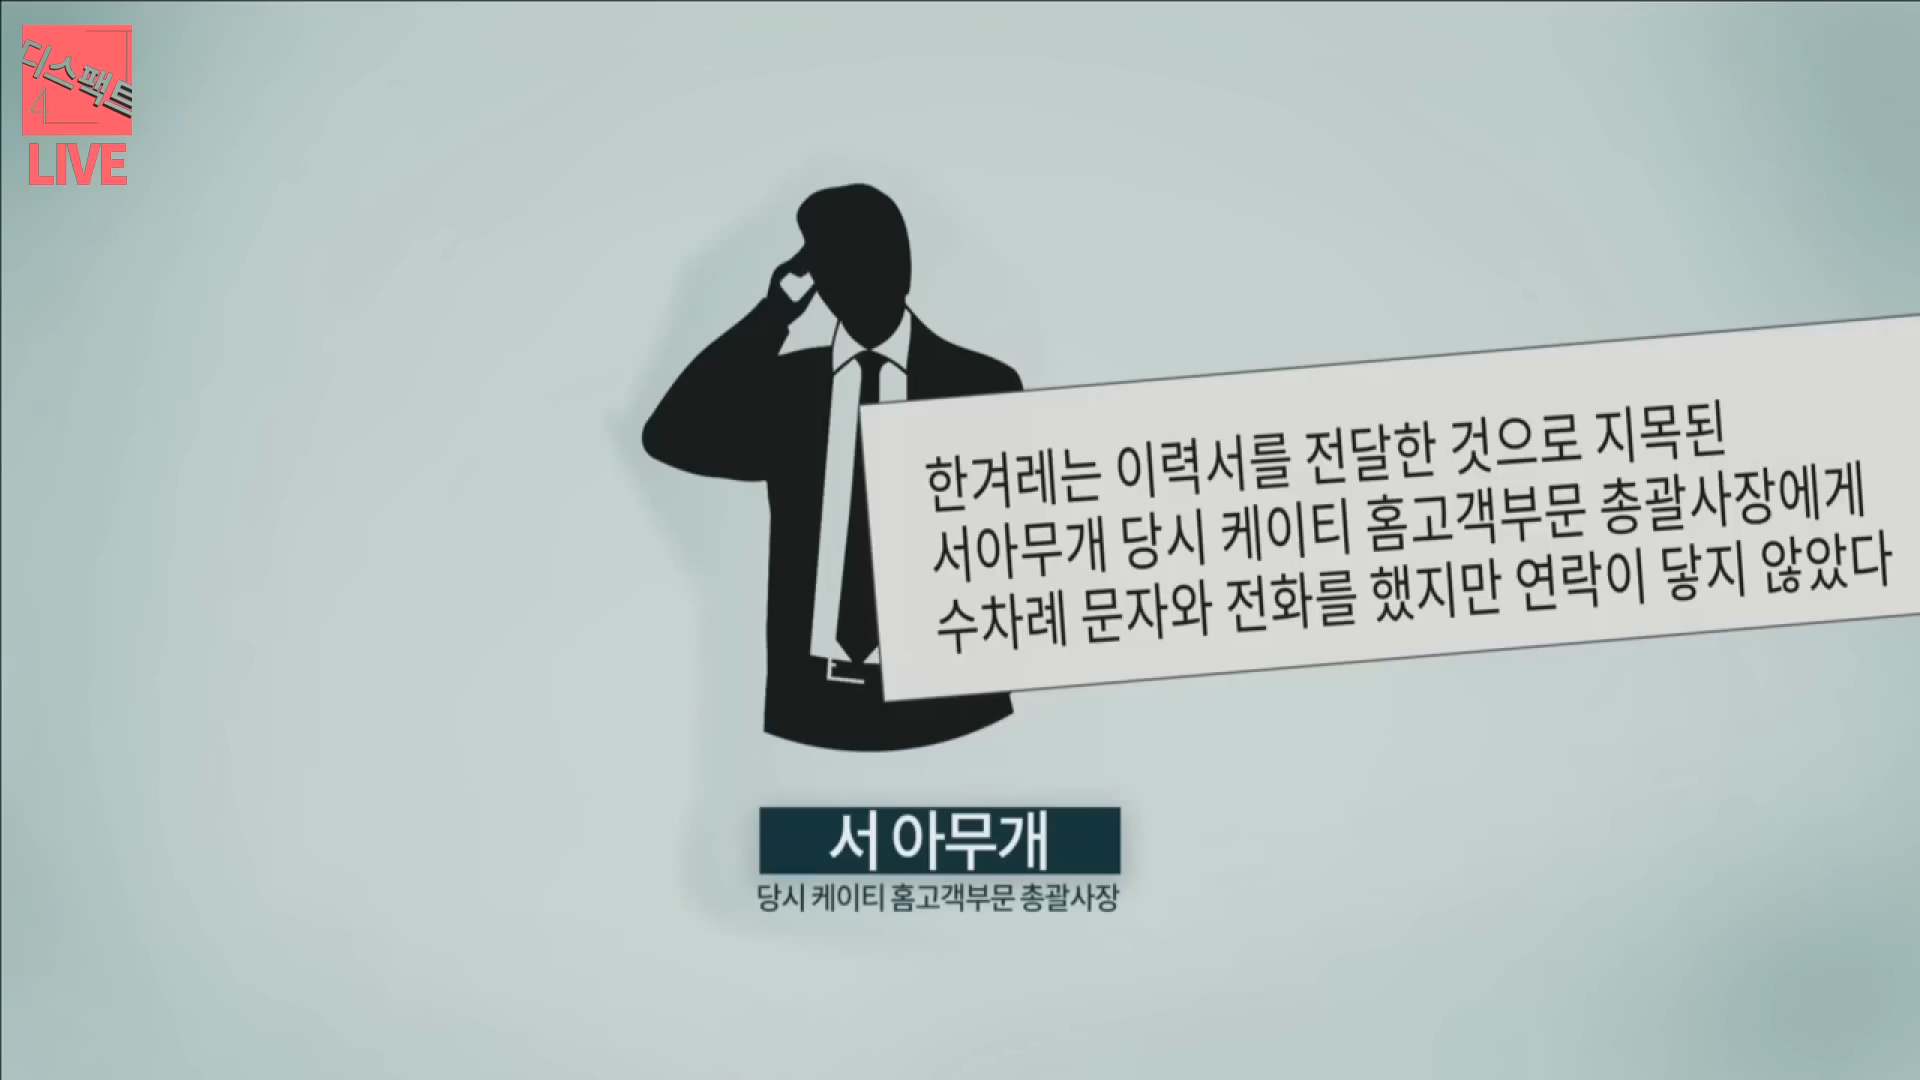 디스팩트
4
LIVE
한겨레는 이력서를 전달한 것으로 지목된
서아무개 당시 케이티 홈고객부문 총괄사장에게
수차례 문자와 전화를 했지만 연락이 닿지 않았다
서 아무개
당시 케이티 홈고객부문 총괄사장